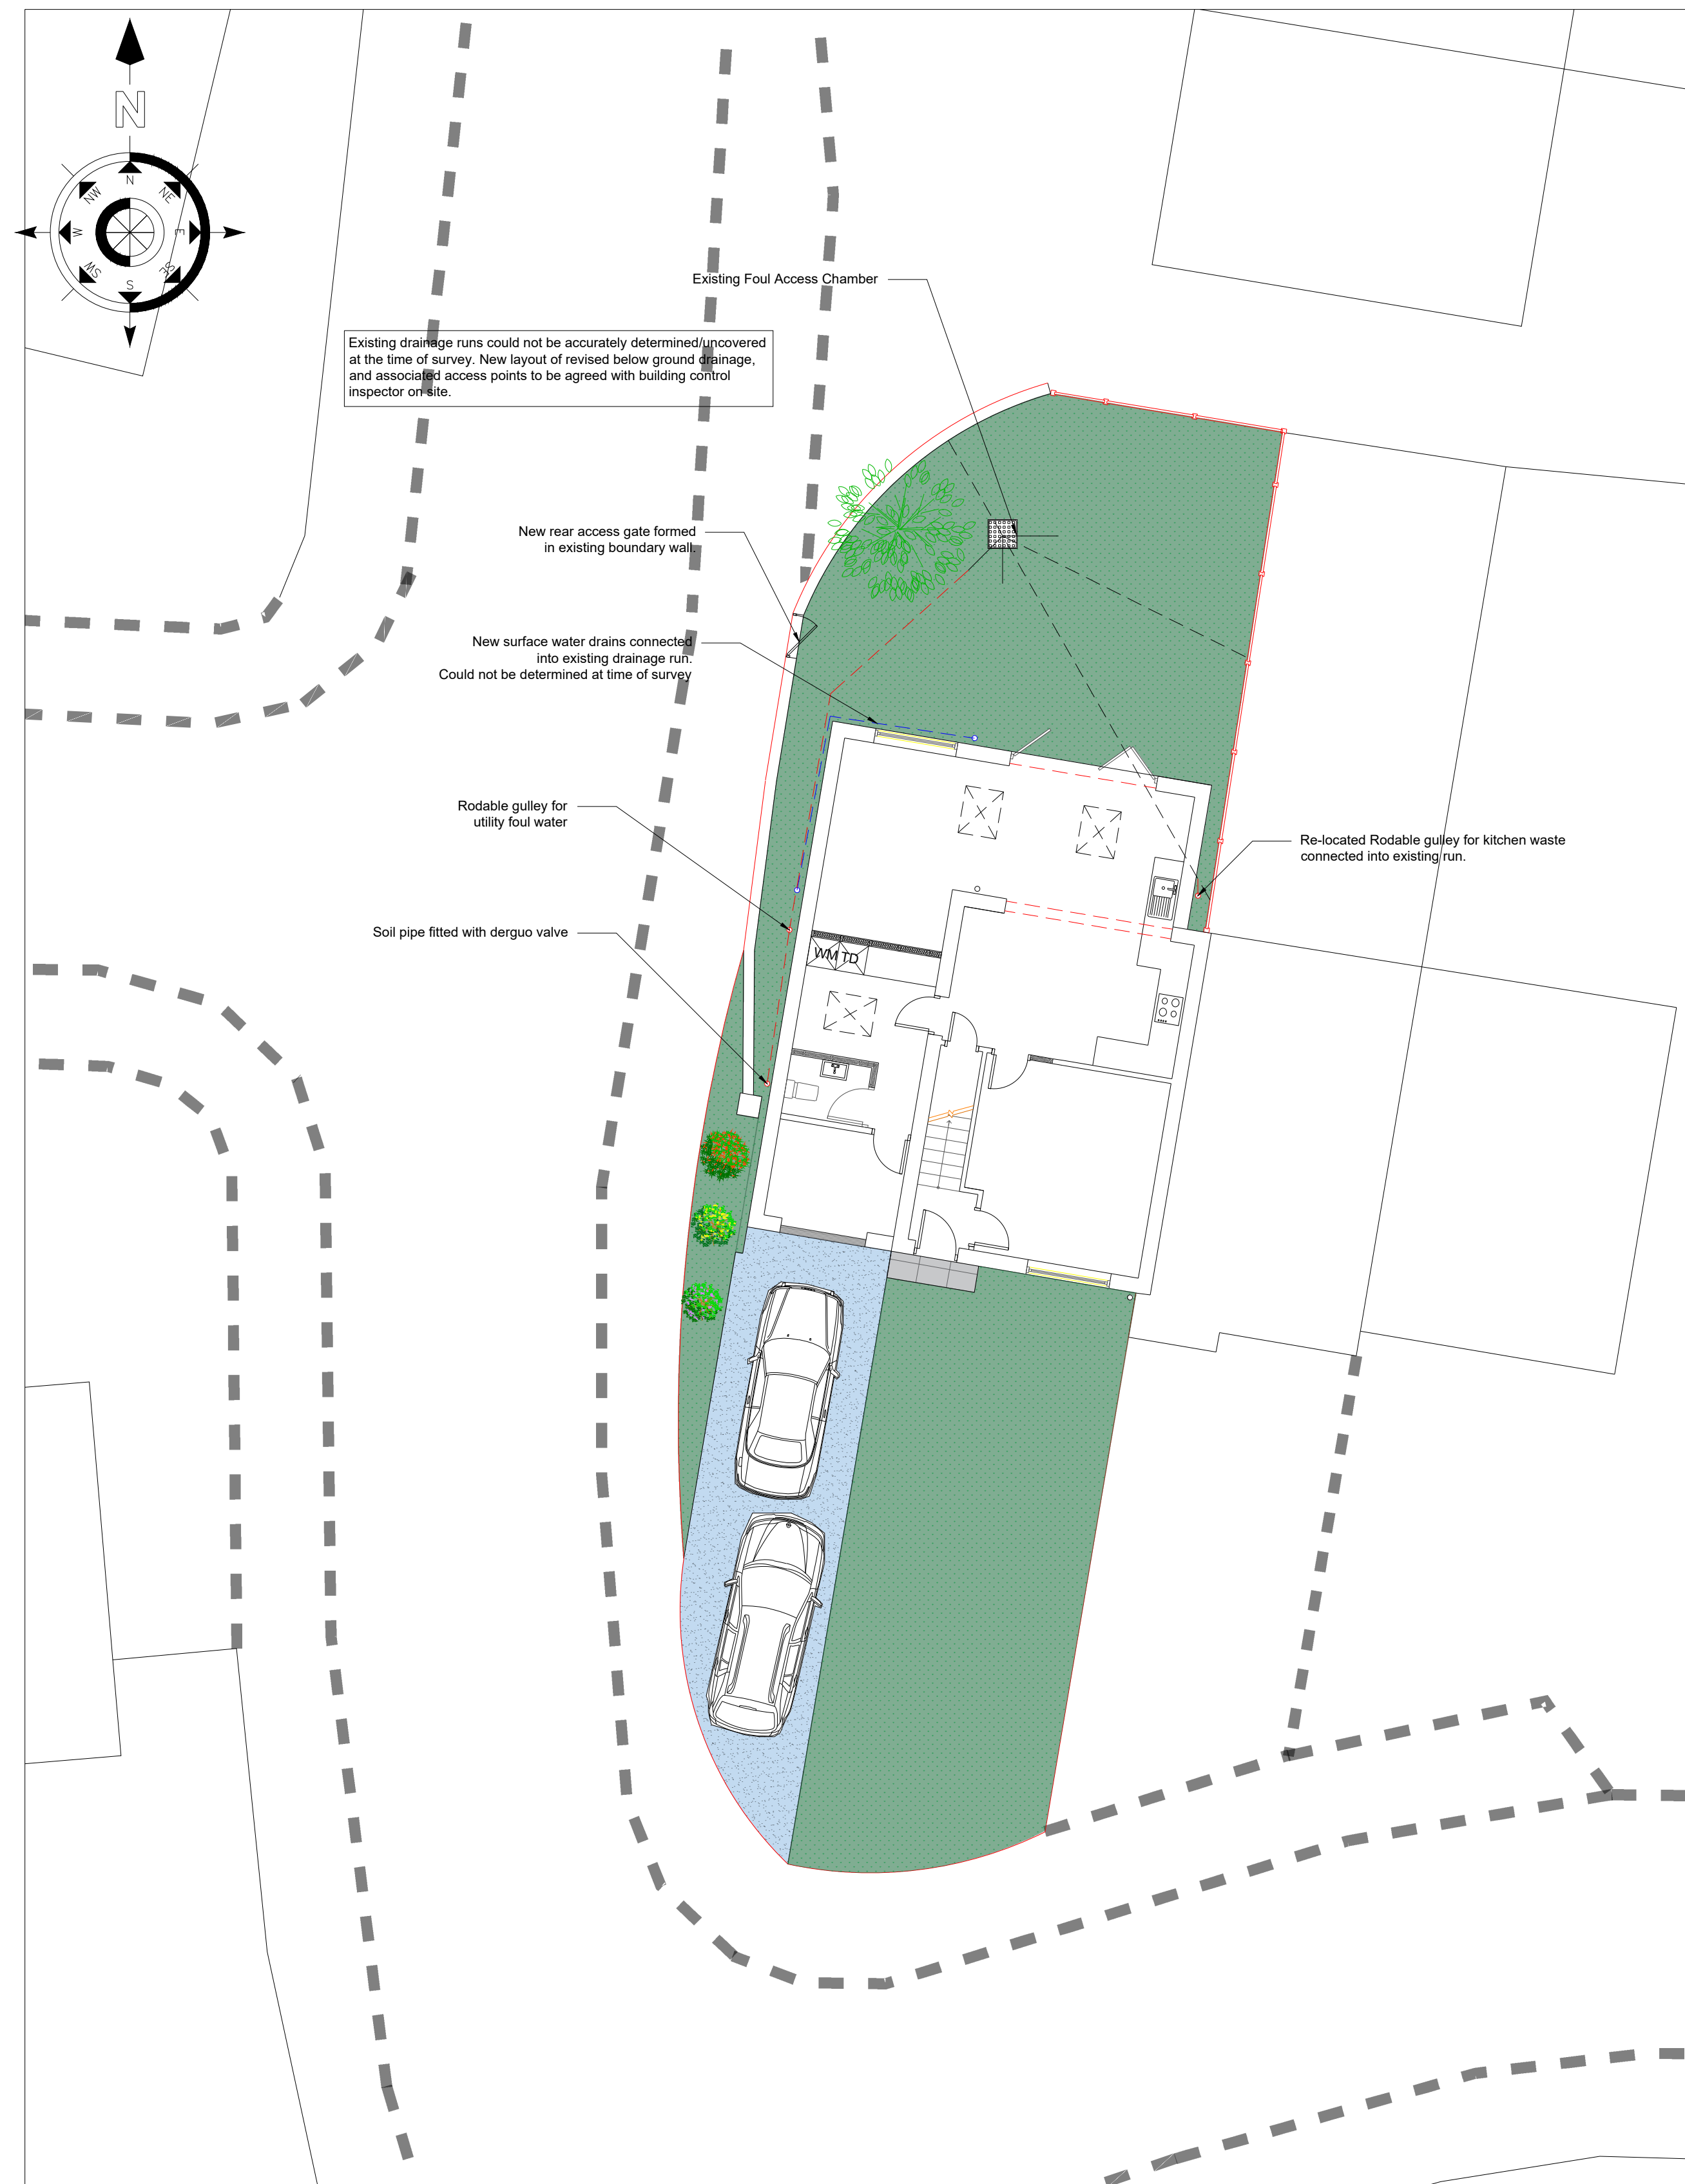 N
N
NE
E
SE
S
SW
W
NW
Existing Foul Access Chamber
Existing drainage runs could not be accurately determined/uncovered
at the time of survey. New layout of revised below ground drainage,
and associated access points to be agreed with building control
inspector on site.
New rear access gate formed
in existing boundary wall.
New surface water drains connected
into existing drainage run.
Could not be determined at time of survey
Rodable gulley for
utility foul water
Re-located Rodable gulley for kitchen waste
connected into existing run.
Soil pipe fitted with derguo valve
WM TD